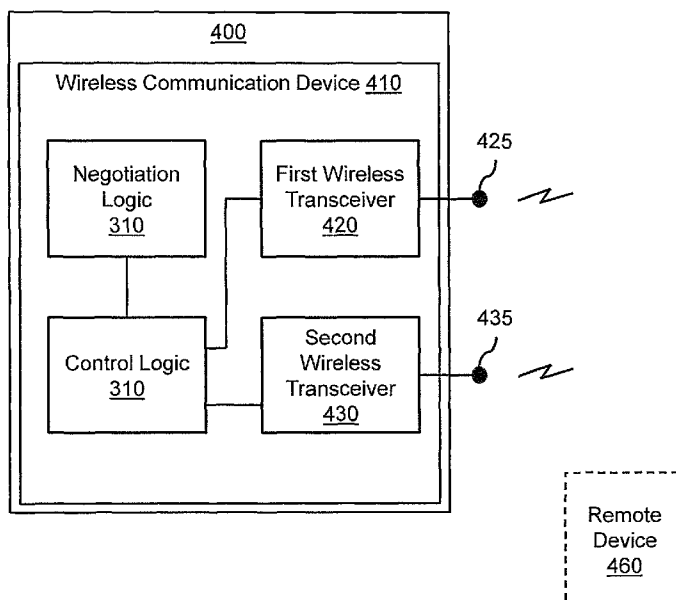 400
Wireless Communication Device 410
Negotiation
Logic
310
First Wireless
Transceiver
420
425
Control Logic
310
Second
Wireless
Transceiver
430
435
Remote
Device
460